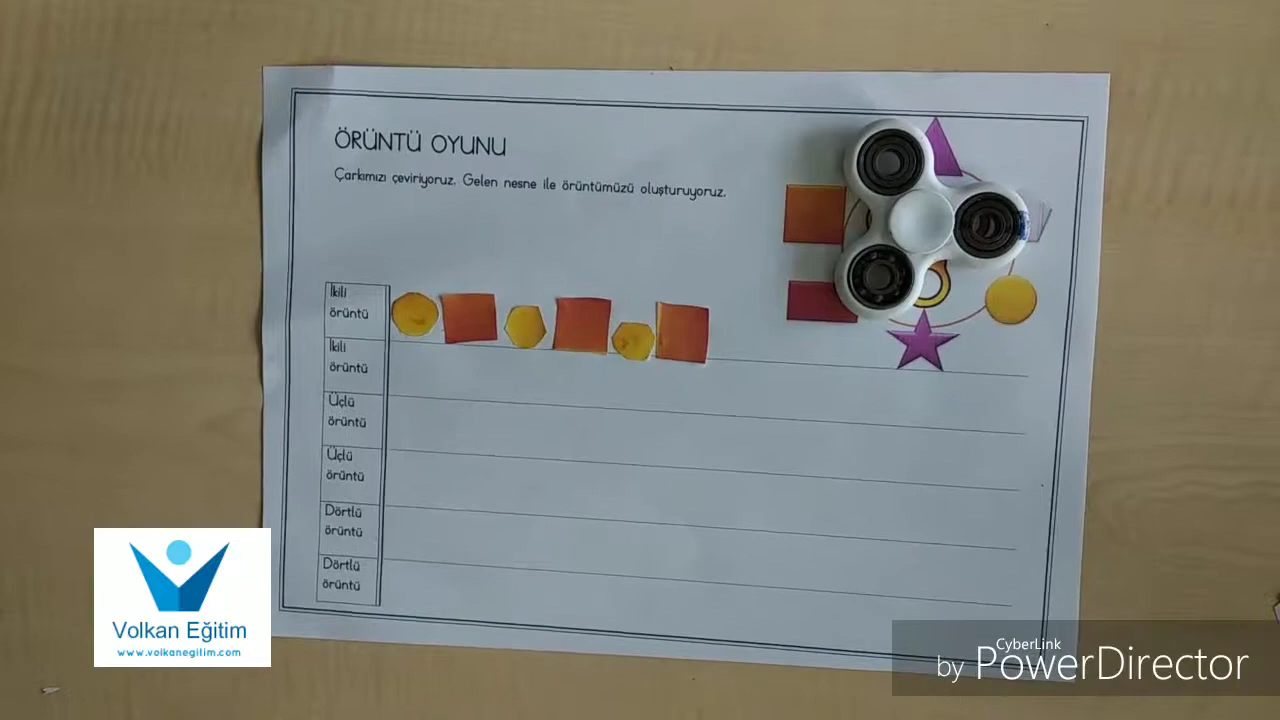 ÖRÜNTÜ OYUNU
Çarkımızı çeviriyoruz. Gelen nesne ile örüntümüzü oluşturuyoruz.
İkili
örüntü
İkili
örüntü
Üçlü
örüntü
Üçlü
örüntü
Dörtlü
örüntü
Dörtlü
örüntü
Volkan Eğitim
www.volkanegitim.com
CyberLink
by PowerDirector